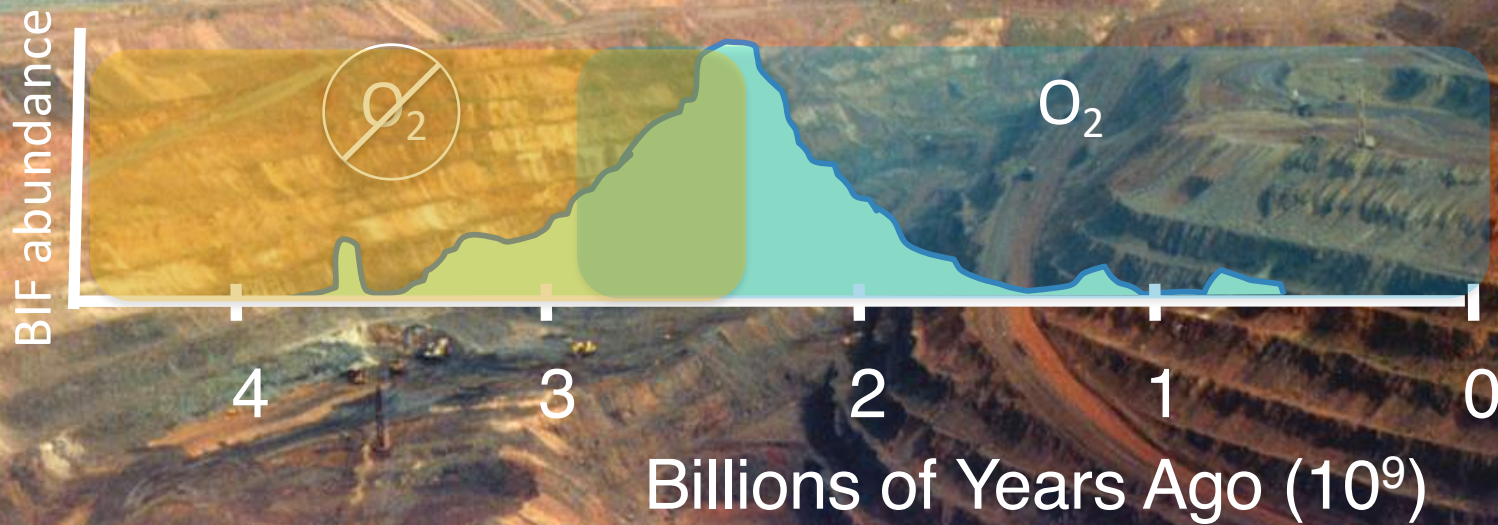 BIF abundance
O₂
O₂
4 3 2 1 0
Billions of Years Ago (10⁹)